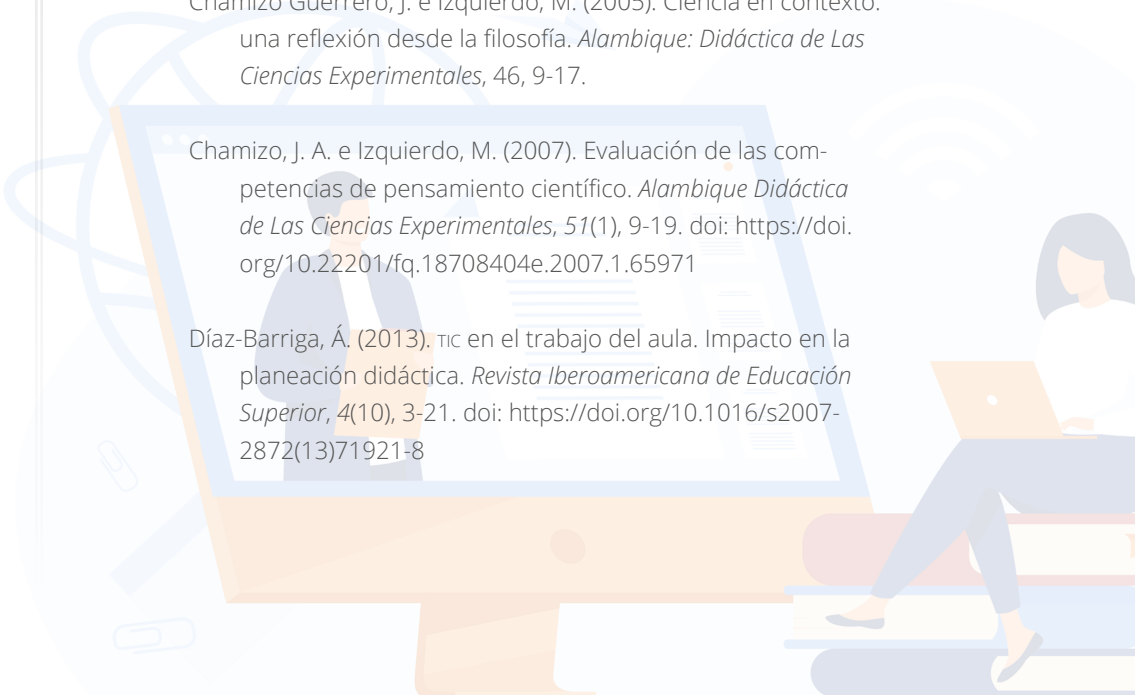 Chamizo Guerrero, J. e Izquierdo, M. (2005). Ciencia en contexto:
una reflexión desde la filosofía. Alambique: Didáctica de Las
Ciencias Experimentales, 46, 9-17.
Chamizo, J. A. e Izquierdo, M. (2007). Evaluación de las com-
petencias de pensamiento científico. Alambique Didáctica
de Las Ciencias Experimentales, 51(1), 9-19. doi: https://doi.
org/10.22201/fq.18708404e.2007.1.65971
Díaz-Barriga, Á. (2013). TIC en el trabajo del aula. Impacto en la
planeación didáctica. Revista Iberoamericana de Educación
Superior, 4(10), 3-21. doi: https://doi.org/10.1016/s2007-
2872(13)71921-8